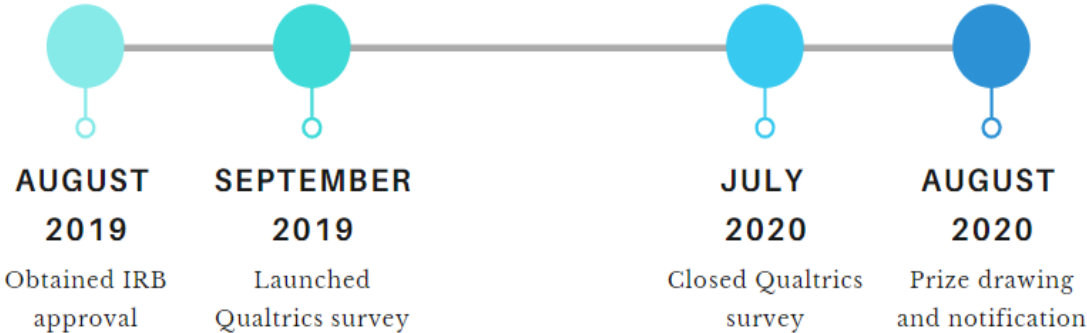 AUGUST
2019
Obtained IRB
approval
SEPTEMBER
2019
Launched
Qualtrics survey
JULY
2020
Closed Qualtrics
survey
AUGUST
2020
Prize drawing
and notification